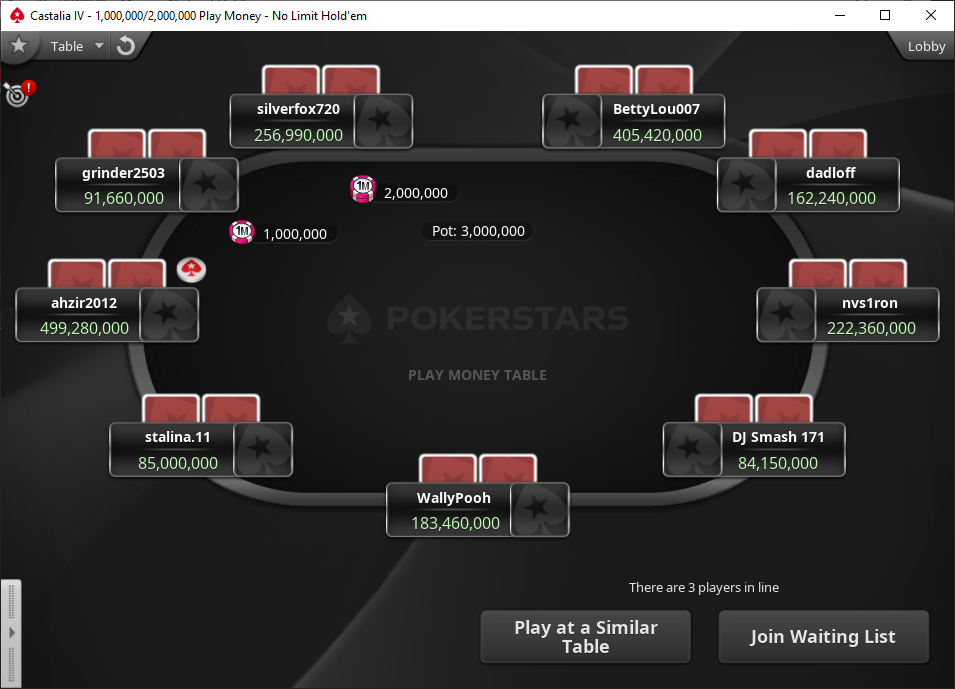 Castalia IV - 1,000,000/2,000,000 Play Money - No Limit Hold'em
Table
Lobby
!
silverfox720
256,990,000
BettyLou007
405,420,000
grinder2503
91,660,000
dadloff
162,240,000
1M
2,000,000
1M
1,000,000
Pot: 3,000,000
ahzir2012
499,280,000
nvs1ron
222,360,000
POKERSTARS
PLAY MONEY TABLE
stalina.11
85,000,000
DJ Smash 171
84,150,000
WallyPooh
183,460,000
There are 3 players in line
Play at a Similar
Table
Join Waiting List